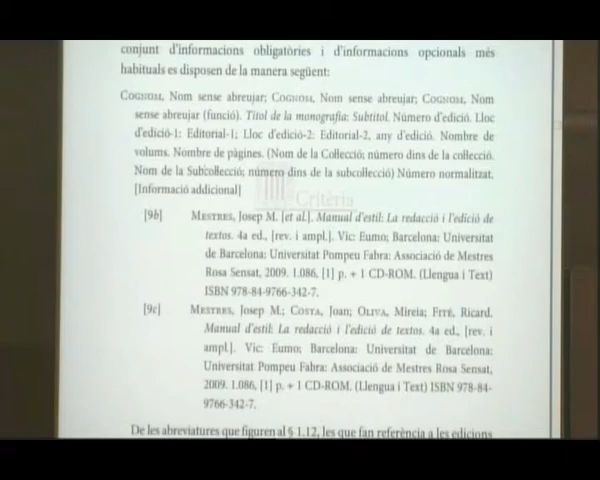 conjunt d'informacions obligatòries i d'informacions opcionals més
habituals es disposen de la manera següent:
COGNOM, Nom sense abreujar; COGNOM, Nom sense abreujar; COGNOM, Nom
sense abreujar (funció). Títol de la monografia: Subtítol. Número d'edició. Lloc
d'edició-1: Editorial-1; Lloc d'edició-2: Editorial-2, any d'edició. Nombre de
volums. Nombre de pàgines. (Nom de la Col·lecció; número dins de la col·lecció.
Nom de la Subcol·lecció; número dins de la subcol·lecció) Número normalitzat.
[Informació addicional]
Critèria
[9b] MESTRES, Josep M. [et al.]. Manual d'estil: La redacció i l'edició de
textos. 4a ed., [rev. i ampl.]. Vic: Eumo; Barcelona: Universitat
de Barcelona: Universitat Pompeu Fabra: Associació de Mestres
Rosa Sensat, 2009. 1.086, [1] p. + 1 CD-ROM. (Llengua i Text)
ISBN 978-84-9766-342-7.
[9c] MESTRES, Josep M.; COSTA, Joan; OLIVA, Mireia; FITÉ, Ricard.
Manual d'estil: La redacció i l'edició de textos. 4a ed., [rev. i
ampl.]. Vic: Eumo; Barcelona: Universitat de Barcelona:
Universitat Pompeu Fabra: Associació de Mestres Rosa Sensat,
2009. 1.086, [1] p. + 1 CD-ROM. (Llengua i Text) ISBN 978-84-
9766-342-7.
De les abreviatures que figuren al § 1.12, les que fan referència a les edicions